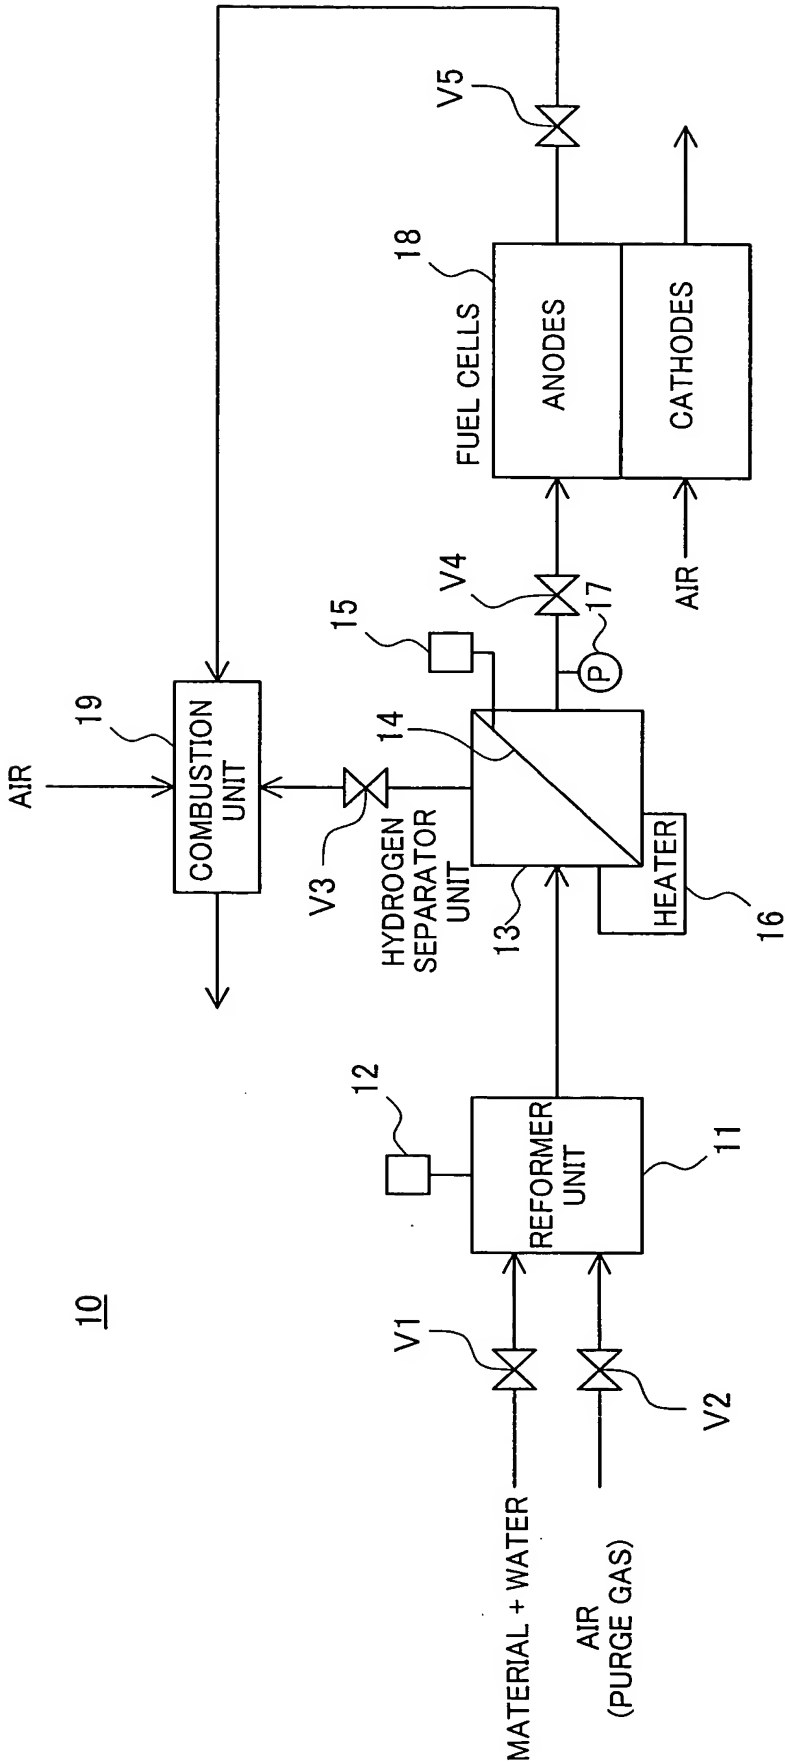 10
MATERIAL + WATER
AIR
(PURGE GAS)
V1
V2
12
REFORMER
UNIT
11
AIR
19
COMBUSTION
UNIT
V3
HYDROGEN
SEPARATOR
UNIT
13
14
15
HEATER
16
P
17
V4
FUEL CELLS
18
ANODES
CATHODES
AIR
V5